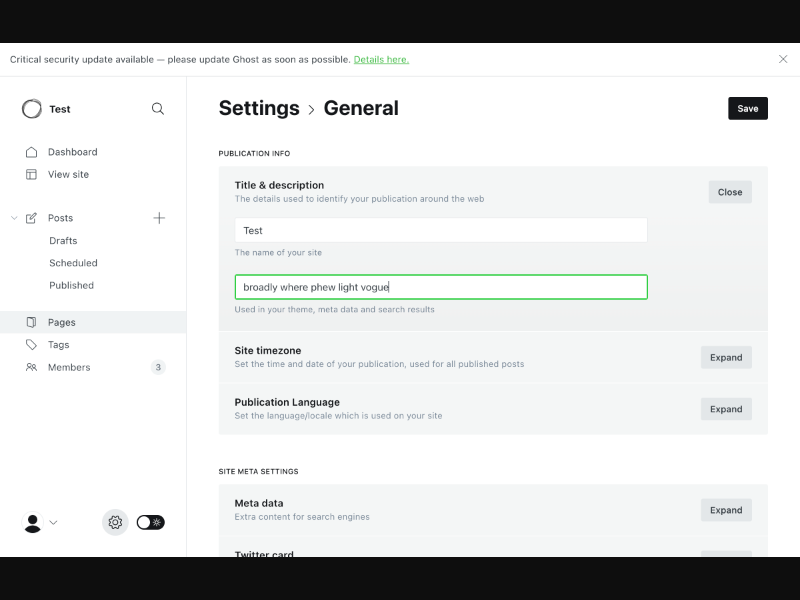 Critical security update available — please update Ghost as soon as possible. Details here.
Test
Settings > General
Save
Dashboard
View site
Posts
Drafts
Scheduled
Published
Pages
Tags
Members 3
PUBLICATION INFO
Title & description
The details used to identify your publication around the web
Close
Test
The name of your site
broadly where phew light vogue
Used in your theme, meta data and search results
Site timezone
Set the time and date of your publication, used for all published posts
Expand
Publication Language
Set the language/locale which is used on your site
Expand
SITE META SETTINGS
Meta data
Extra content for search engines
Expand
Twitter card